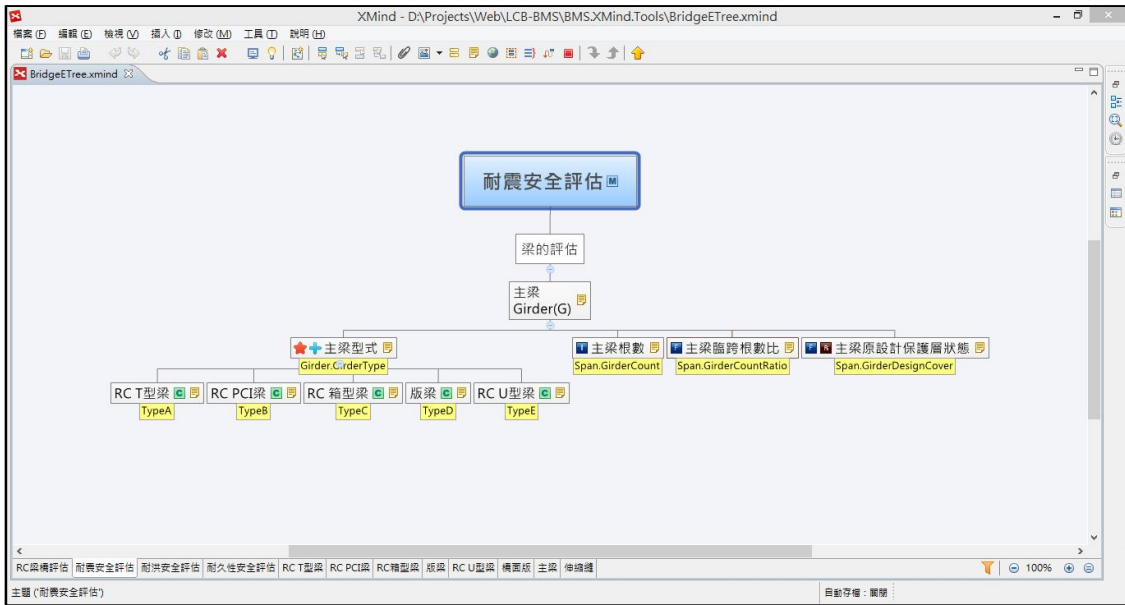 XMind - D:\Projects\Web\LCB-BMS\BMS.XMind.Tools\BridgeETree.xmind
檔案(F) 編輯(E) 檢視(V) 插入(I) 修改(M) 工具(T) 說明(H)
BridgeETree.xmind
耐震安全評估
梁的評估
主梁
Girder(G)
主梁型式 主梁根數 主梁臨跨根數比 主梁原設計保護層狀態
Girder.GirderType Span.GirderCount Span.GirderCountRatio Span.GirderDesignCover
RC T型梁 RC PCI梁 RC 箱型梁 版梁 RC U型梁
TypeA TypeB TypeC TypeD TypeE
RC梁橋評估 耐震安全評估 耐洪安全評估 耐久性安全評估 RC T型梁 RC PCI梁 RC箱型梁 版梁 RC U型梁 橋面版 主梁 伸縮縫
100%
主題 ('耐震安全評估') 自動存檔：關閉